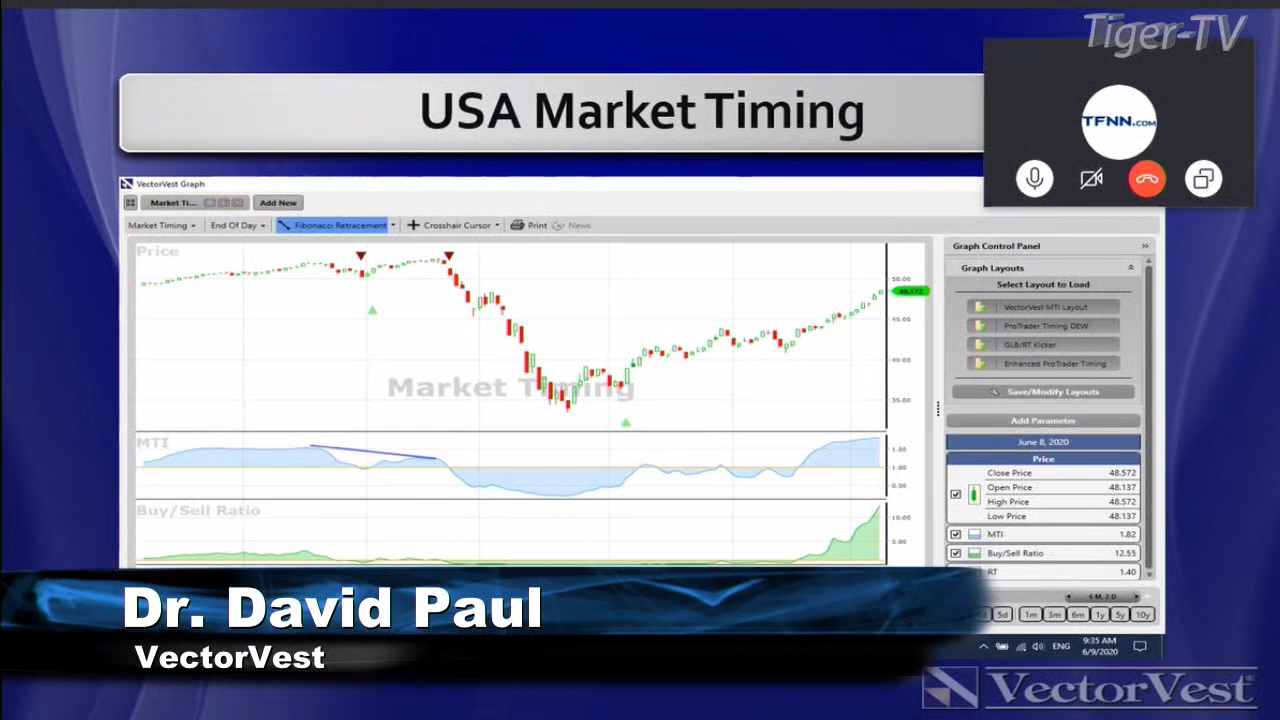 Tiger-TV
USA Market Timing
TFNN.COM
VectorVest Graph
Market Ti...
Add New
Market Timing
End Of Day
Fibonacci Retracement
Crosshair Cursor
Print
News
Price
50.00
48.572
45.00
40.00
35.00
Market Timing
MTI
1.50
1.00
0.50
Buy/Sell Ratio
10.00
5.00
Graph Control Panel
Graph Layouts
Select Layout to Load
VectorVest MTI Layout
ProTrader Timing DEW
GLB/RT Kicker
Enhanced ProTrader Timing
Save/Modify Layouts
Add Parameter
June 8, 2020
Price
Close Price 48.572
Open Price 48.137
High Price 48.572
Low Price 48.137
MTI 1.82
Buy/Sell Ratio 12.55
RT 1.40
6 M, 2 D
5d 1m 3m 6m 1y 5y 10y
Dr. David Paul
VectorVest
ENG
9:35 AM
6/9/2020
VectorVest®